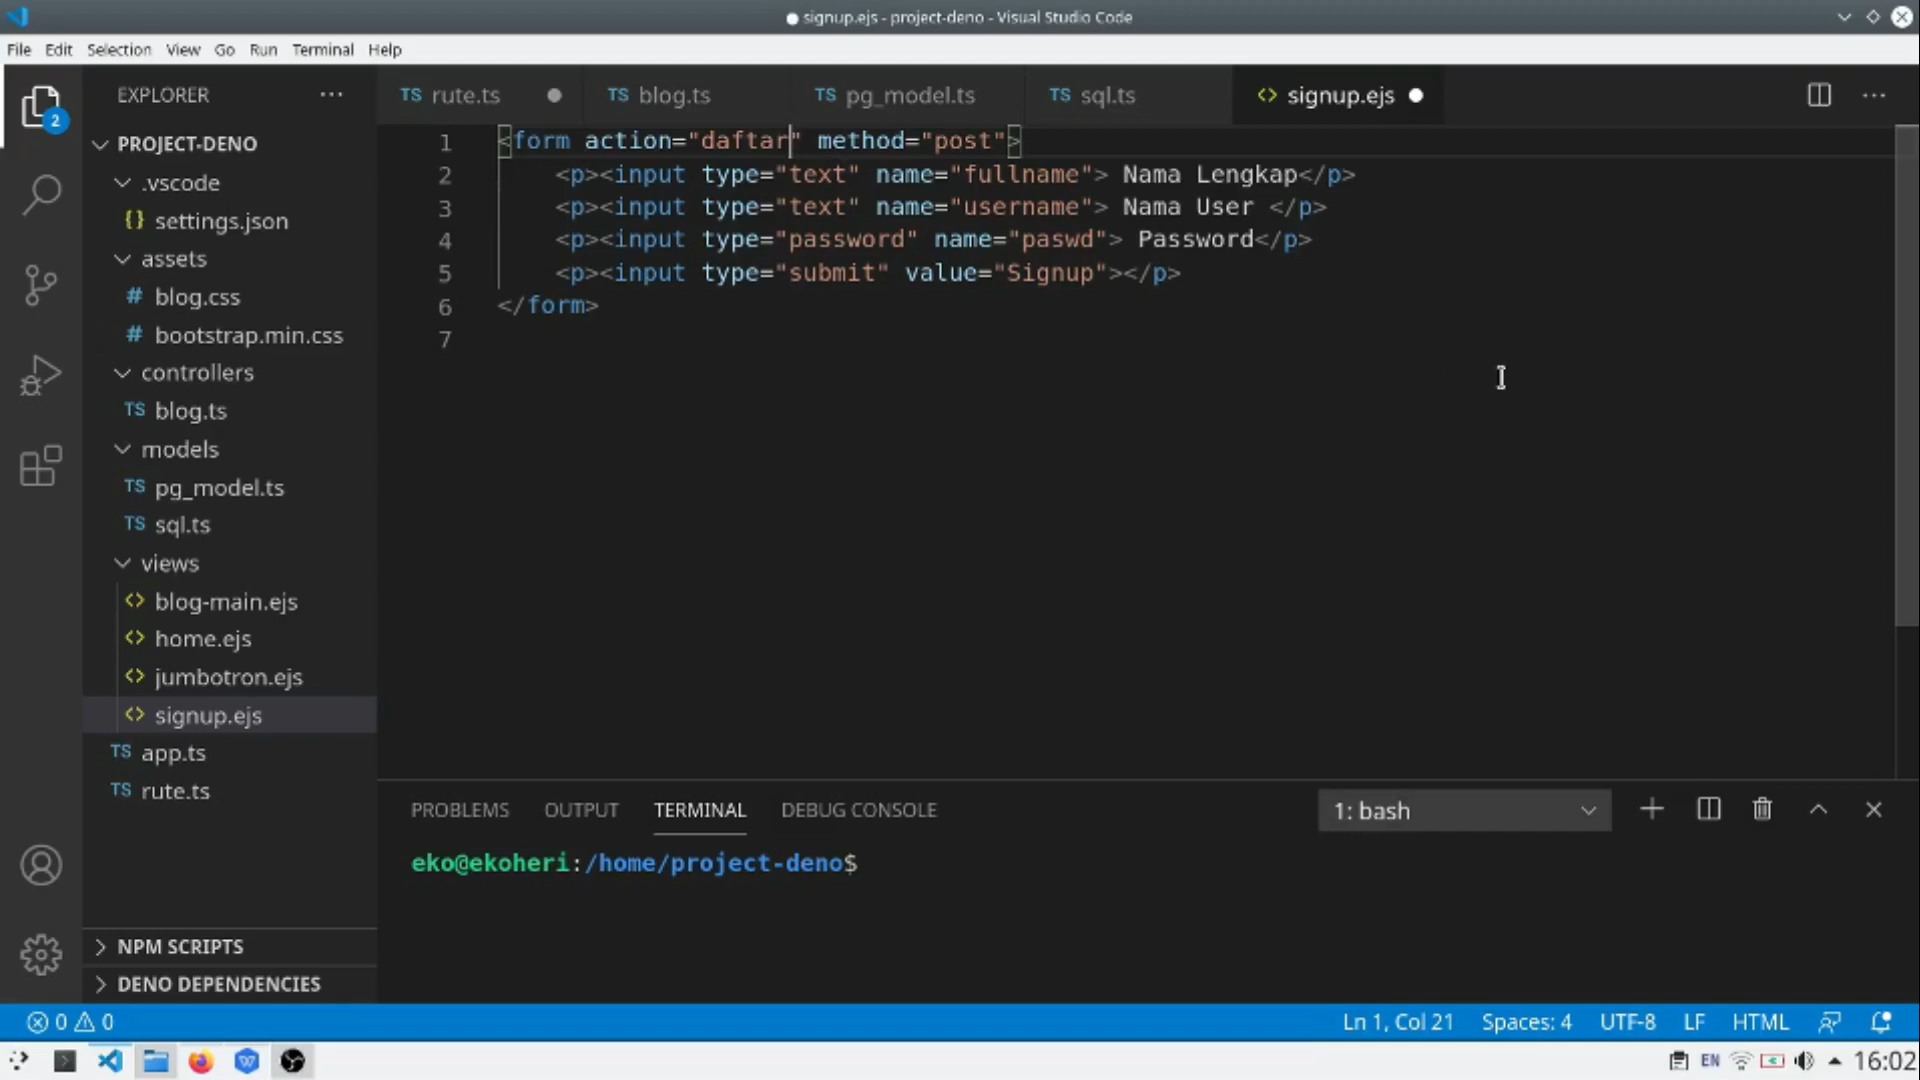 signup.ejs - project-deno - Visual Studio Code
File Edit Selection View Go Run Terminal Help
2
EXPLORER
PROJECT-DENO
.vscode
{} settings.json
assets
# blog.css
# bootstrap.min.css
controllers
TS blog.ts
models
TS pg_model.ts
TS sql.ts
views
<> blog-main.ejs
<> home.ejs
<> jumbotron.ejs
<> signup.ejs
TS app.ts
TS rute.ts
NPM SCRIPTS
DENO DEPENDENCIES
TS rute.ts TS blog.ts TS pg_model.ts TS sql.ts <> signup.ejs
1 <form action="daftar" method="post">
2 <p><input type="text" name="fullname"> Nama Lengkap</p>
3 <p><input type="text" name="username"> Nama User </p>
4 <p><input type="password" name="paswd"> Password</p>
5 <p><input type="submit" value="Signup"></p>
6 </form>
7
PROBLEMS OUTPUT TERMINAL DEBUG CONSOLE 1: bash
eko@ekoheri:/home/project-deno$
0 0 Ln 1, Col 21 Spaces: 4 UTF-8 LF HTML
EN 16:02